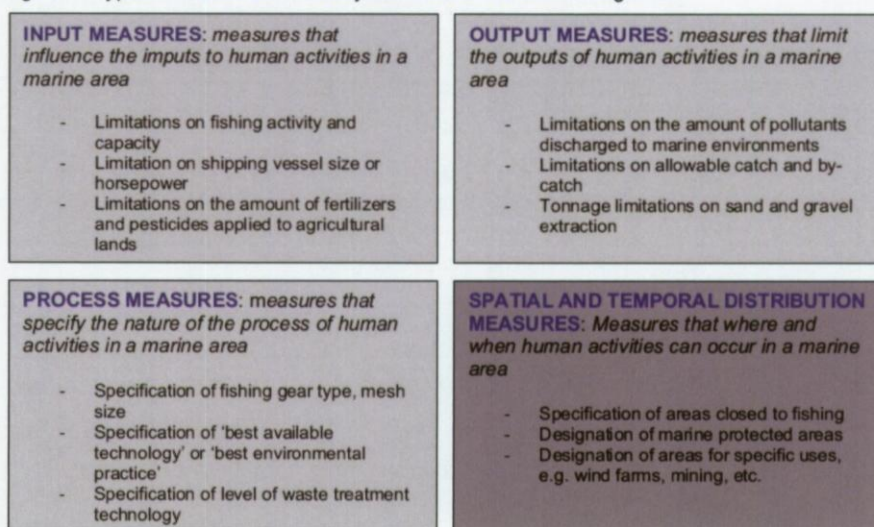 INPUT MEASURES: measures that
influence the imputs to human activities in a
marine area
- Limitations on fishing activity and
capacity
- Limitation on shipping vessel size or
horsepower
- Limitations on the amount of fertilizers
and pesticides applied to agricultural
lands
OUTPUT MEASURES: measures that limit
the outputs of human activities in a marine
area
- Limitations on the amount of pollutants
discharged to marine environments
- Limitations on allowable catch and by-
catch
- Tonnage limitations on sand and gravel
extraction
PROCESS MEASURES: measures that
specify the nature of the process of human
activities in a marine area
- Specification of fishing gear type, mesh
size
- Specification of ‘best available
technology’ or ‘best environmental
practice’
- Specification of level of waste treatment
technology
SPATIAL AND TEMPORAL DISTRIBUTION
MEASURES: Measures that where and
when human activities can occur in a marine
area
- Specification of areas closed to fishing
- Designation of marine protected areas
- Designation of areas for specific uses,
e.g. wind farms, mining, etc.